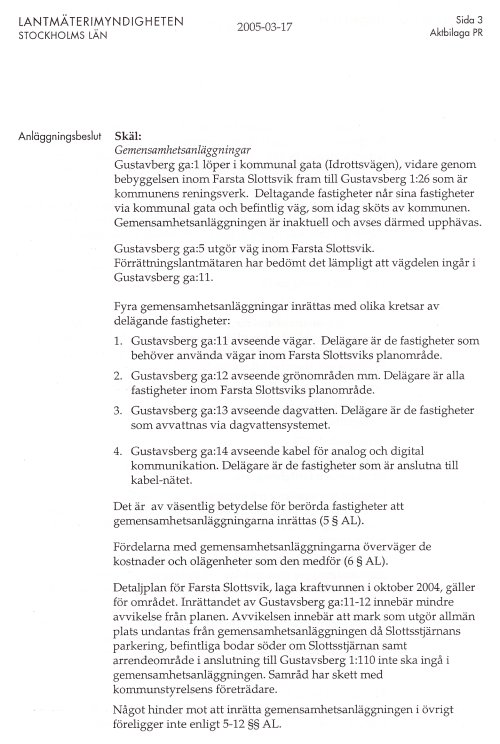 LANTMÄTERIMYNDIGHETEN
STOCKHOLMS LÄN
2005-03-17
Sida 3
Aktbilaga PR
Anläggningsbeslut
Skäl:
Gemensamhetsanläggningar
Gustavberg ga:1 löper i kommunal gata (Idrottsvägen), vidare genom
bebyggelsen inom Farsta Slottsvik fram till Gustavsberg 1:26 som är
kommunens reningsverk. Deltagande fastigheter når sina fastigheter
via kommunal gata och befintlig väg, som idag sköts av kommunen.
Gemensamhetsanläggningen är inaktuell och avses därmed upphävas.
Gustavsberg ga:5 utgör väg inom Farsta Slottsvik.
Förrättningslantmätaren har bedömt det lämpligt att vägdelen ingår i
Gustavsberg ga:11.
Fyra gemensamhetsanläggningar inrättas med olika kretsar av
delägande fastigheter:
1. Gustavsberg ga:11 avseende vägar. Delägare är de fastigheter som
behöver använda vägar inom Farsta Slottsviks planområde.
2. Gustavsberg ga:12 avseende grönområden mm. Delägare är alla
fastigheter inom Farsta Slottsviks planområde.
3. Gustavsberg ga:13 avseende dagvatten. Delägare är de fastigheter
som avvattnas via dagvattensystemet.
4. Gustavsberg ga:14 avseende kabel för analog och digital
kommunikation. Delägare är de fastigheter som är anslutna till
kabel-nätet.
Det är av väsentlig betydelse för berörda fastigheter att
gemensamhetsanläggningarna inrättas (5 § AL).
Fördelarna med gemensamhetsanläggningarna överväger de
kostnader och olägenheter som den medför (6 § AL).
Detaljplan för Farsta Slottsvik, laga kraftvunnen i oktober 2004, gäller
för området. Inrättandet av Gustavsberg ga:11-12 innebär mindre
avvikelse från planen. Avvikelsen innebär att mark som utgör allmän
plats undantas från gemensamhetsanläggningen då Slottsstjärnans
parkering, befintliga bodar söder om Slottsstjärnan samt
arrendeområde i anslutning till Gustavsberg 1:110 inte ska ingå i
gemensamhetsanläggningen. Samråd har skett med
kommunstyrelsens företrädare.
Något hinder mot att inrätta gemensamhetsanläggningen i övrigt
föreligger inte enligt 5-12 §§ AL.